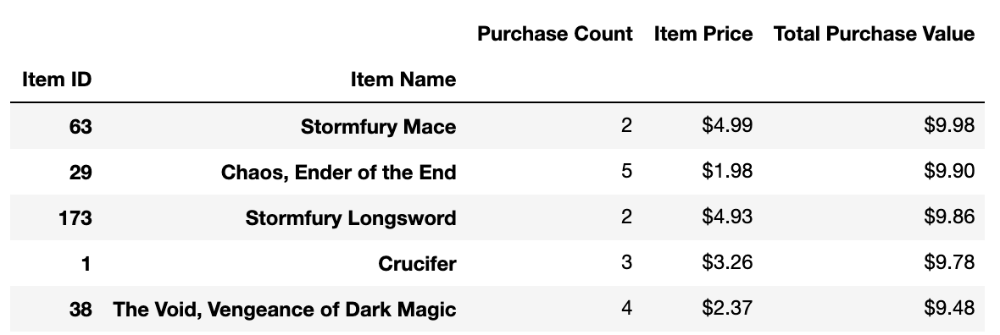 Purchase Count Item Price Total Purchase Value
Item ID Item Name
63 Stormfury Mace 2 $4.99 $9.98
29 Chaos, Ender of the End 5 $1.98 $9.90
173 Stormfury Longsword 2 $4.93 $9.86
1 Crucifer 3 $3.26 $9.78
38 The Void, Vengeance of Dark Magic 4 $2.37 $9.48